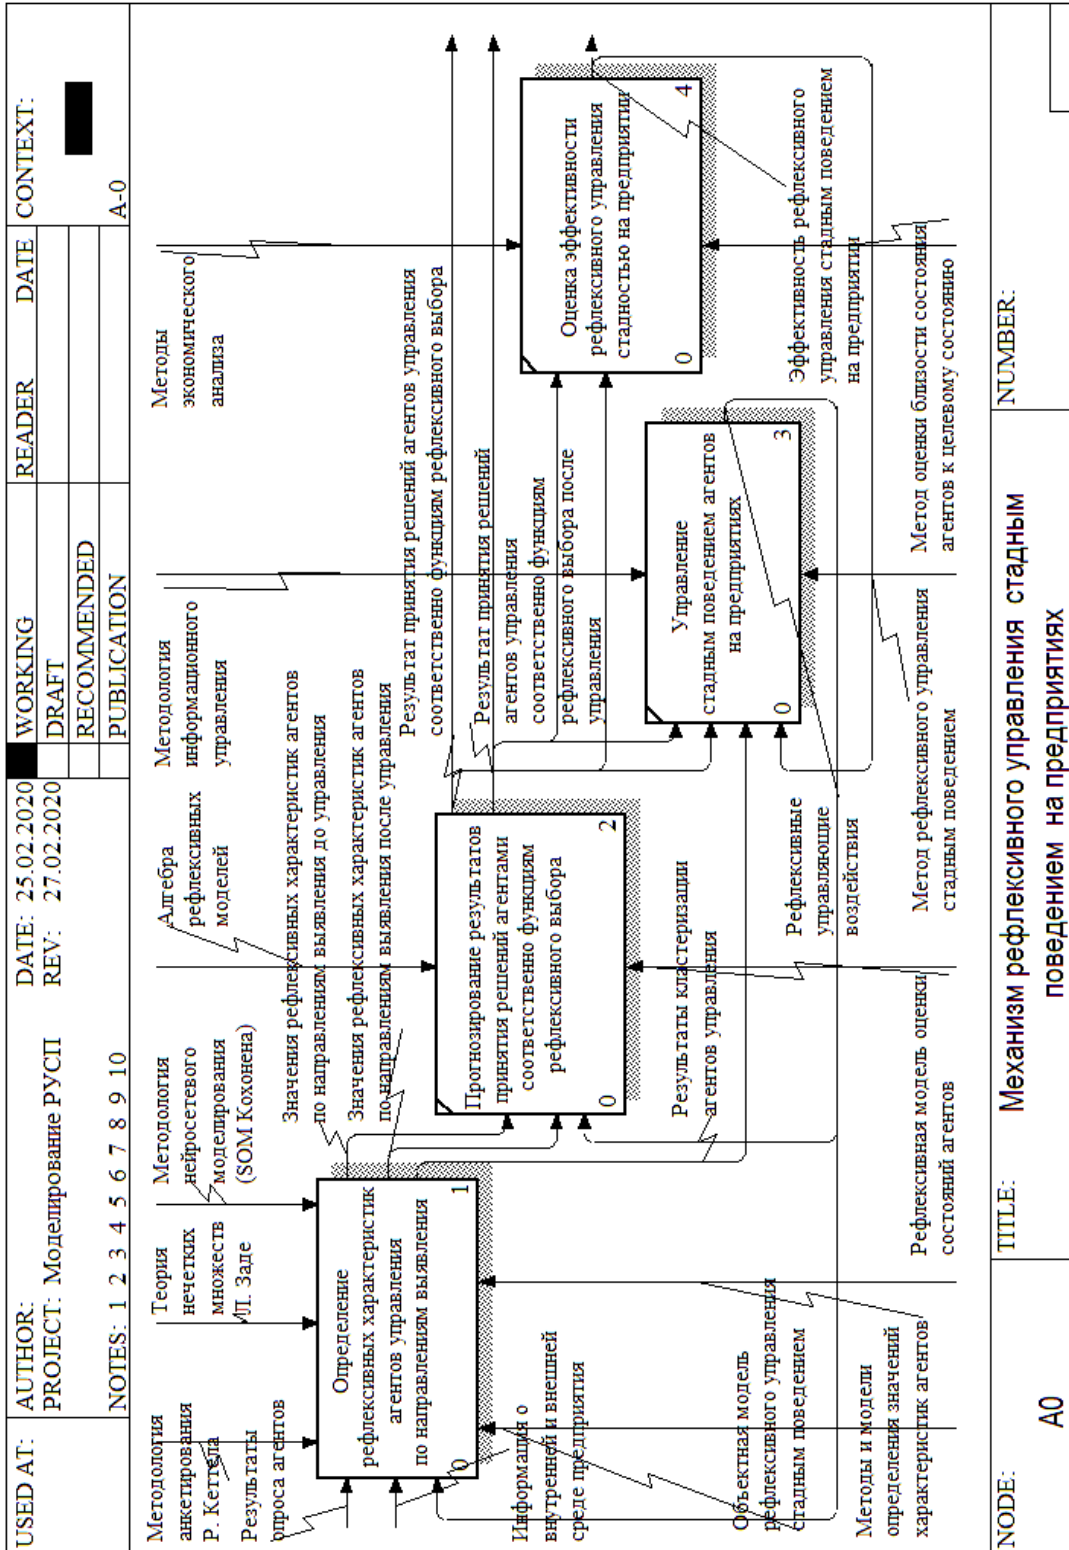 USED AT:
AUTHOR:
DATE: 25.02.2020
WORKING
READER
DATE
CONTEXT:
PROJECT: Моделирование РУСП
REV: 27.02.2020
DRAFT
RECOMMENDED
NOTES: 1 2 3 4 5 6 7 8 9 10
PUBLICATION
A-0
Методология
анкетирования
Р. Кеттела
Теория
нечетких
множеств
Л. Заде
Методология
нейросетевого
моделирования
(SOM Кохонена)
Алгебра
рефлексивных
моделей
Методология
информационного
управления
Методы
экономического
анализа
Результаты
опроса агентов
Значения рефлексивных характеристик агентов
по направлениям выявления до управления
Значения рефлексивных характеристик агентов
по направлениям выявления после управления
Результат принятия решений агентов управления
соответственно функциям рефлексивного выбора
Результат принятия решений
агентов управления
соответственно функциям
рефлексивного выбора после
управления
Определение
рефлексивных характеристик
агентов управления
по направлениям выявления
0
1
Прогнозирование результатов
принятия решений агентами
соответственно функциям
рефлексивного выбора
0
2
Управление
стадным поведением агентов
на предприятиях
0
3
Оценка эффективности
рефлексивного управления
стадностью на предприятии
0
4
Информация о
внутренней и внешней
среде предприятия
Результаты кластеризации
агентов управления
Рефлексивные
управляющие
воздействия
Эффективность рефлексивного
управления стадным поведением
на предприятии
Объектная модель
рефлексивного управления
стадным поведением
Методы и модели
определения значений
характеристик агентов
Рефлексивная модель оценки
состояний агентов
Метод рефлексивного управления
стадным поведением
Метод оценки близости состояния
агентов к целевому состоянию
NODE:
TITLE:
NUMBER:
A0
Механизм рефлексивного управления стадным
поведением на предприятиях